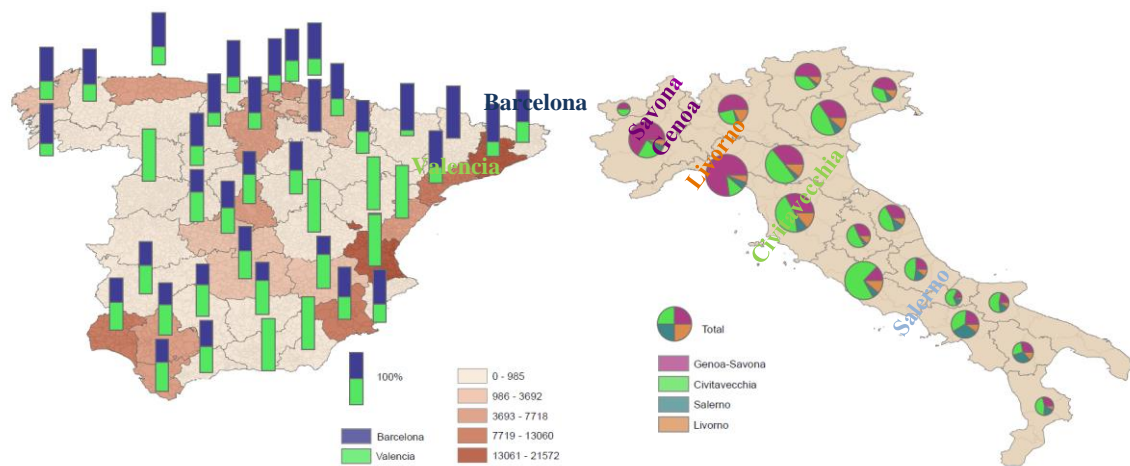 Barcelona
Valencia
Savona
Genoa
Livorno
Civitavecchia
Salerno
100%
Barcelona
Valencia
0 - 985
986 - 3692
3693 - 7718
7719 - 13060
13061 - 21572
Total
Genoa-Savona
Civitavecchia
Salerno
Livorno